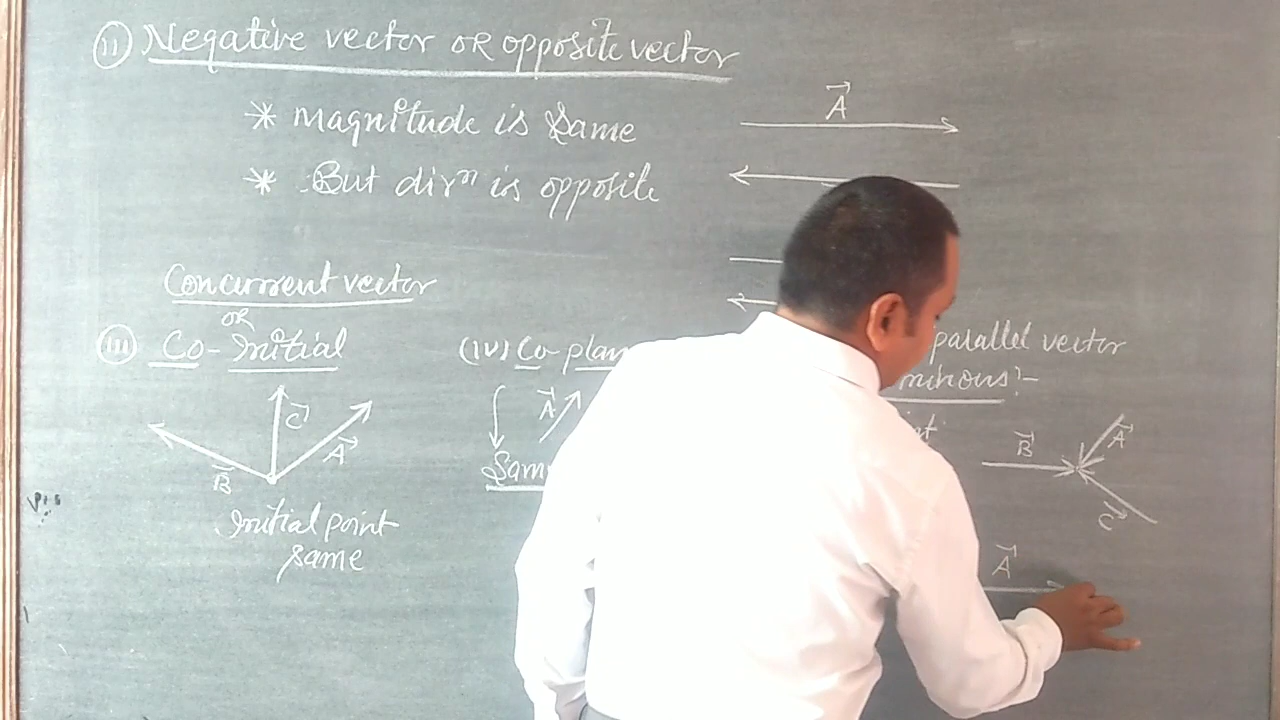 (ii) Negative vector OR opposite vector
* magnitude is same
A
* But dirⁿ is opposite
Concurrent vector
OR
(iii) Co-Initial
(iv) Co
parallel vector
C
A
B
Initial point
same
A
B
A
C
A